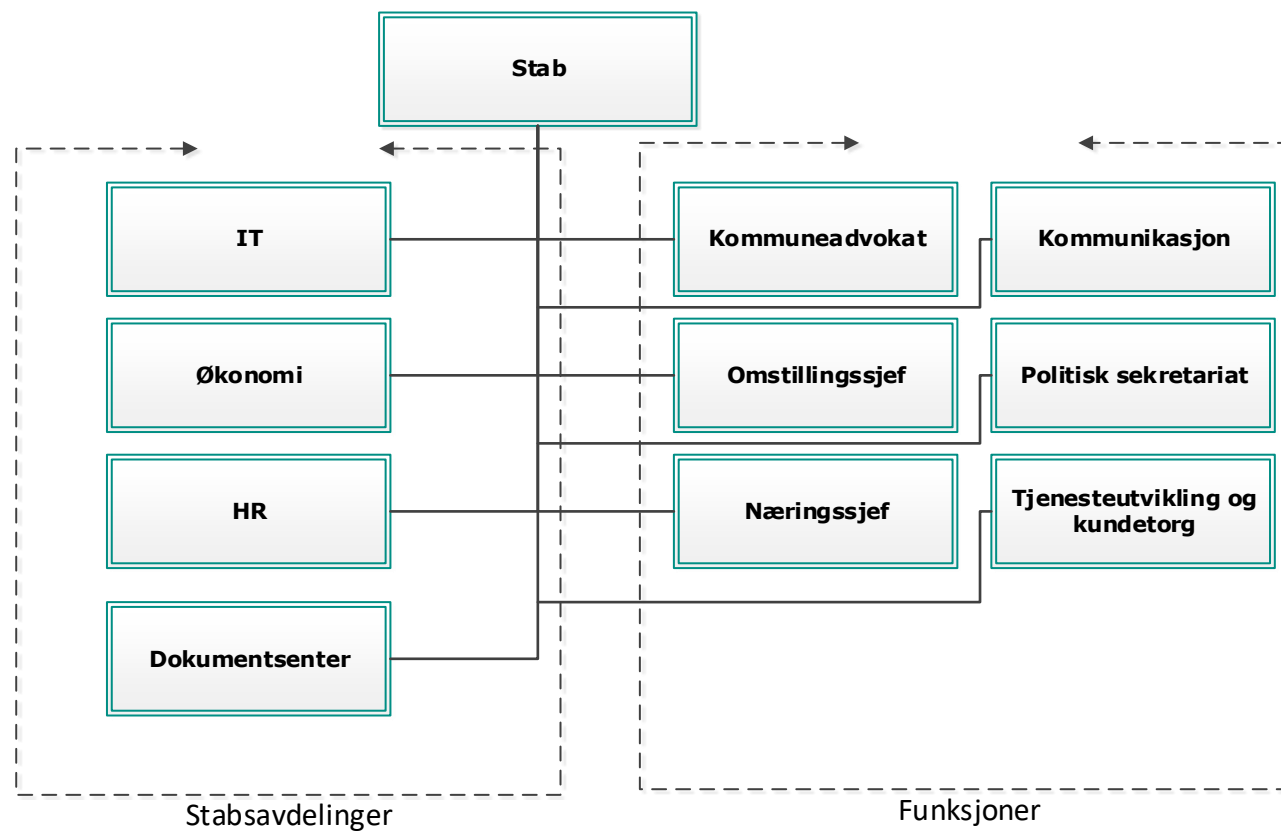 Stab
IT
Kommuneadvokat
Kommunikasjon
Økonomi
Omstillingssjef
Politisk sekretariat
HR
Næringssjef
Tjenesteutvikling og
kundetorg
Dokumentsenter
Stabsavdelinger
Funksjoner